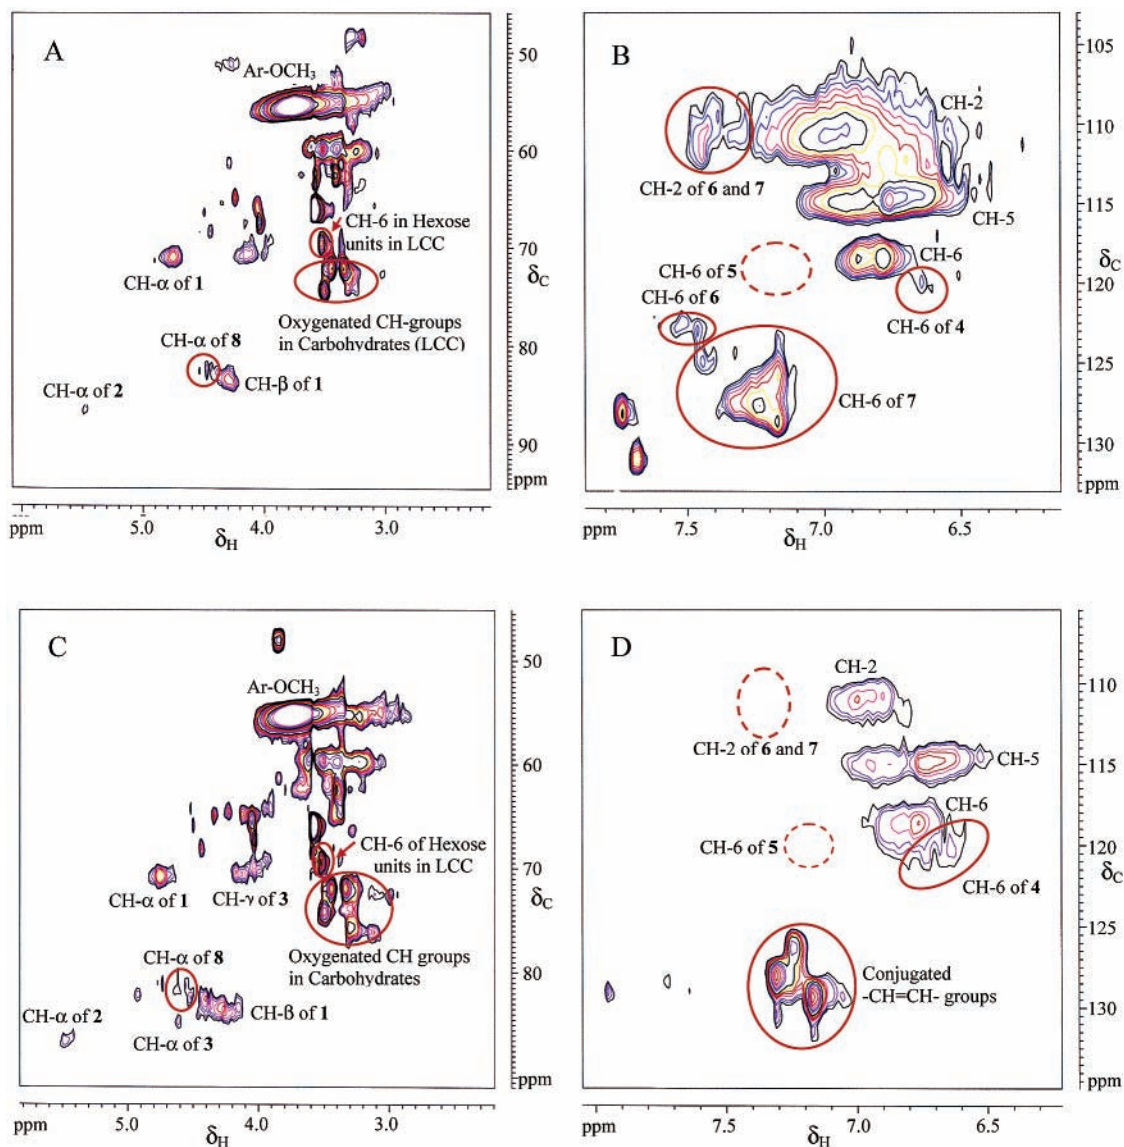 A
Ar-OCH₃
CH-6 in Hexose
units in LCC
CH-α of 1
Oxygenated CH-groups
in Carbohydrates (LCC)
CH-α of 8
CH-β of 1
CH-α of 2
50
60
70
δC
80
90
ppm
ppm
5.0
4.0
3.0
δH
B
CH-2
CH-2 of 6 and 7
CH-5
CH-6
CH-6 of 5
CH-6 of 6
CH-6 of 4
CH-6 of 7
105
110
115
δC
120
125
130
ppm
ppm
7.5
7.0
6.5
δH
C
Ar-OCH₃
CH-6 of Hexose
units in LCC
CH-α of 1
CH-γ of 3
Oxygenated CH groups
in Carbohydrates
CH-α of 8
CH-β of 1
CH-α of 2
CH-α of 3
50
60
70
δC
80
ppm
ppm
5.0
4.0
3.0
δH
D
CH-2
CH-2 of 6 and 7
CH-5
CH-6
CH-6 of 5
CH-6 of 4
Conjugated
-CH=CH- groups
110
115
120
δC
125
130
ppm
ppm
8.0
7.5
7.0
6.5
δH